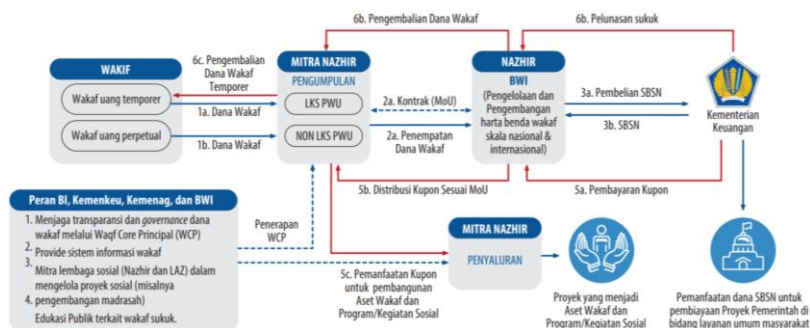 6b. Pengembalian Dana Wakaf
6b. Pelunasan sukuk
WAKIF
Wakaf uang temporer
Wakaf uang perpetual
6c. Pengembalian
Dana Wakaf
Temporer
1a. Dana Wakaf
1b. Dana Wakaf
MITRA NAZHIR
PENGUMPULAN
LKS PWU
NON LKS PWU
2a. Kontrak (MoU)
2a. Penempatan
Dana Wakaf
NAZHIR
BWI
(Pengelolaan dan
Pengembangan
harta benda wakaf
skala nasional &
internasional)
3a. Pembelian SBSN
3b. SBSN
Kementerian
Keuangan
5b. Distribusi Kupon Sesuai MoU
5a. Pembayaran Kupon
Peran BI, Kemenkeu, Kemenag, dan BWI
1. Menjaga transparansi dan governance dana
wakaf melalui Waqf Core Principal (WCP)
2. Provide sistem informasi wakaf
3. Mitra lembaga sosial (Nazhir dan LAZ) dalam
mengelola proyek sosial (misalnya
4. pengembangan madrasah)
Edukasi Publik terkait wakaf sukuk.
Penerapan
WCP
5c. Pemanfaatan Kupon
untuk pembangunan
Aset Wakaf dan
Program/Kegiatan Sosial
MITRA NAZHIR
PENYALURAN
Proyek yang menjadi
Aset Wakaf dan
Program/Kegiatan Sosial
Pemanfaatan dana SBSN untuk
pembiayaan Proyek Pemerintah di
bidang layanan umum masyarakat